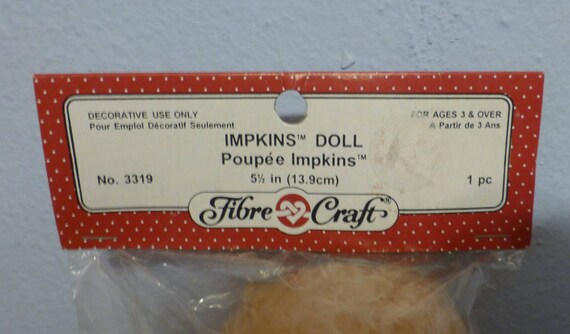 DECORATIVE USE ONLY
Pour Emploi Décoratif Seulement
FOR AGES 3 & OVER
A Partir de 3 Ans
IMPKINS™ DOLL
Poupée Impkins™
No. 3319
5½ in (13.9cm)
1 pc
Fibre Craft®